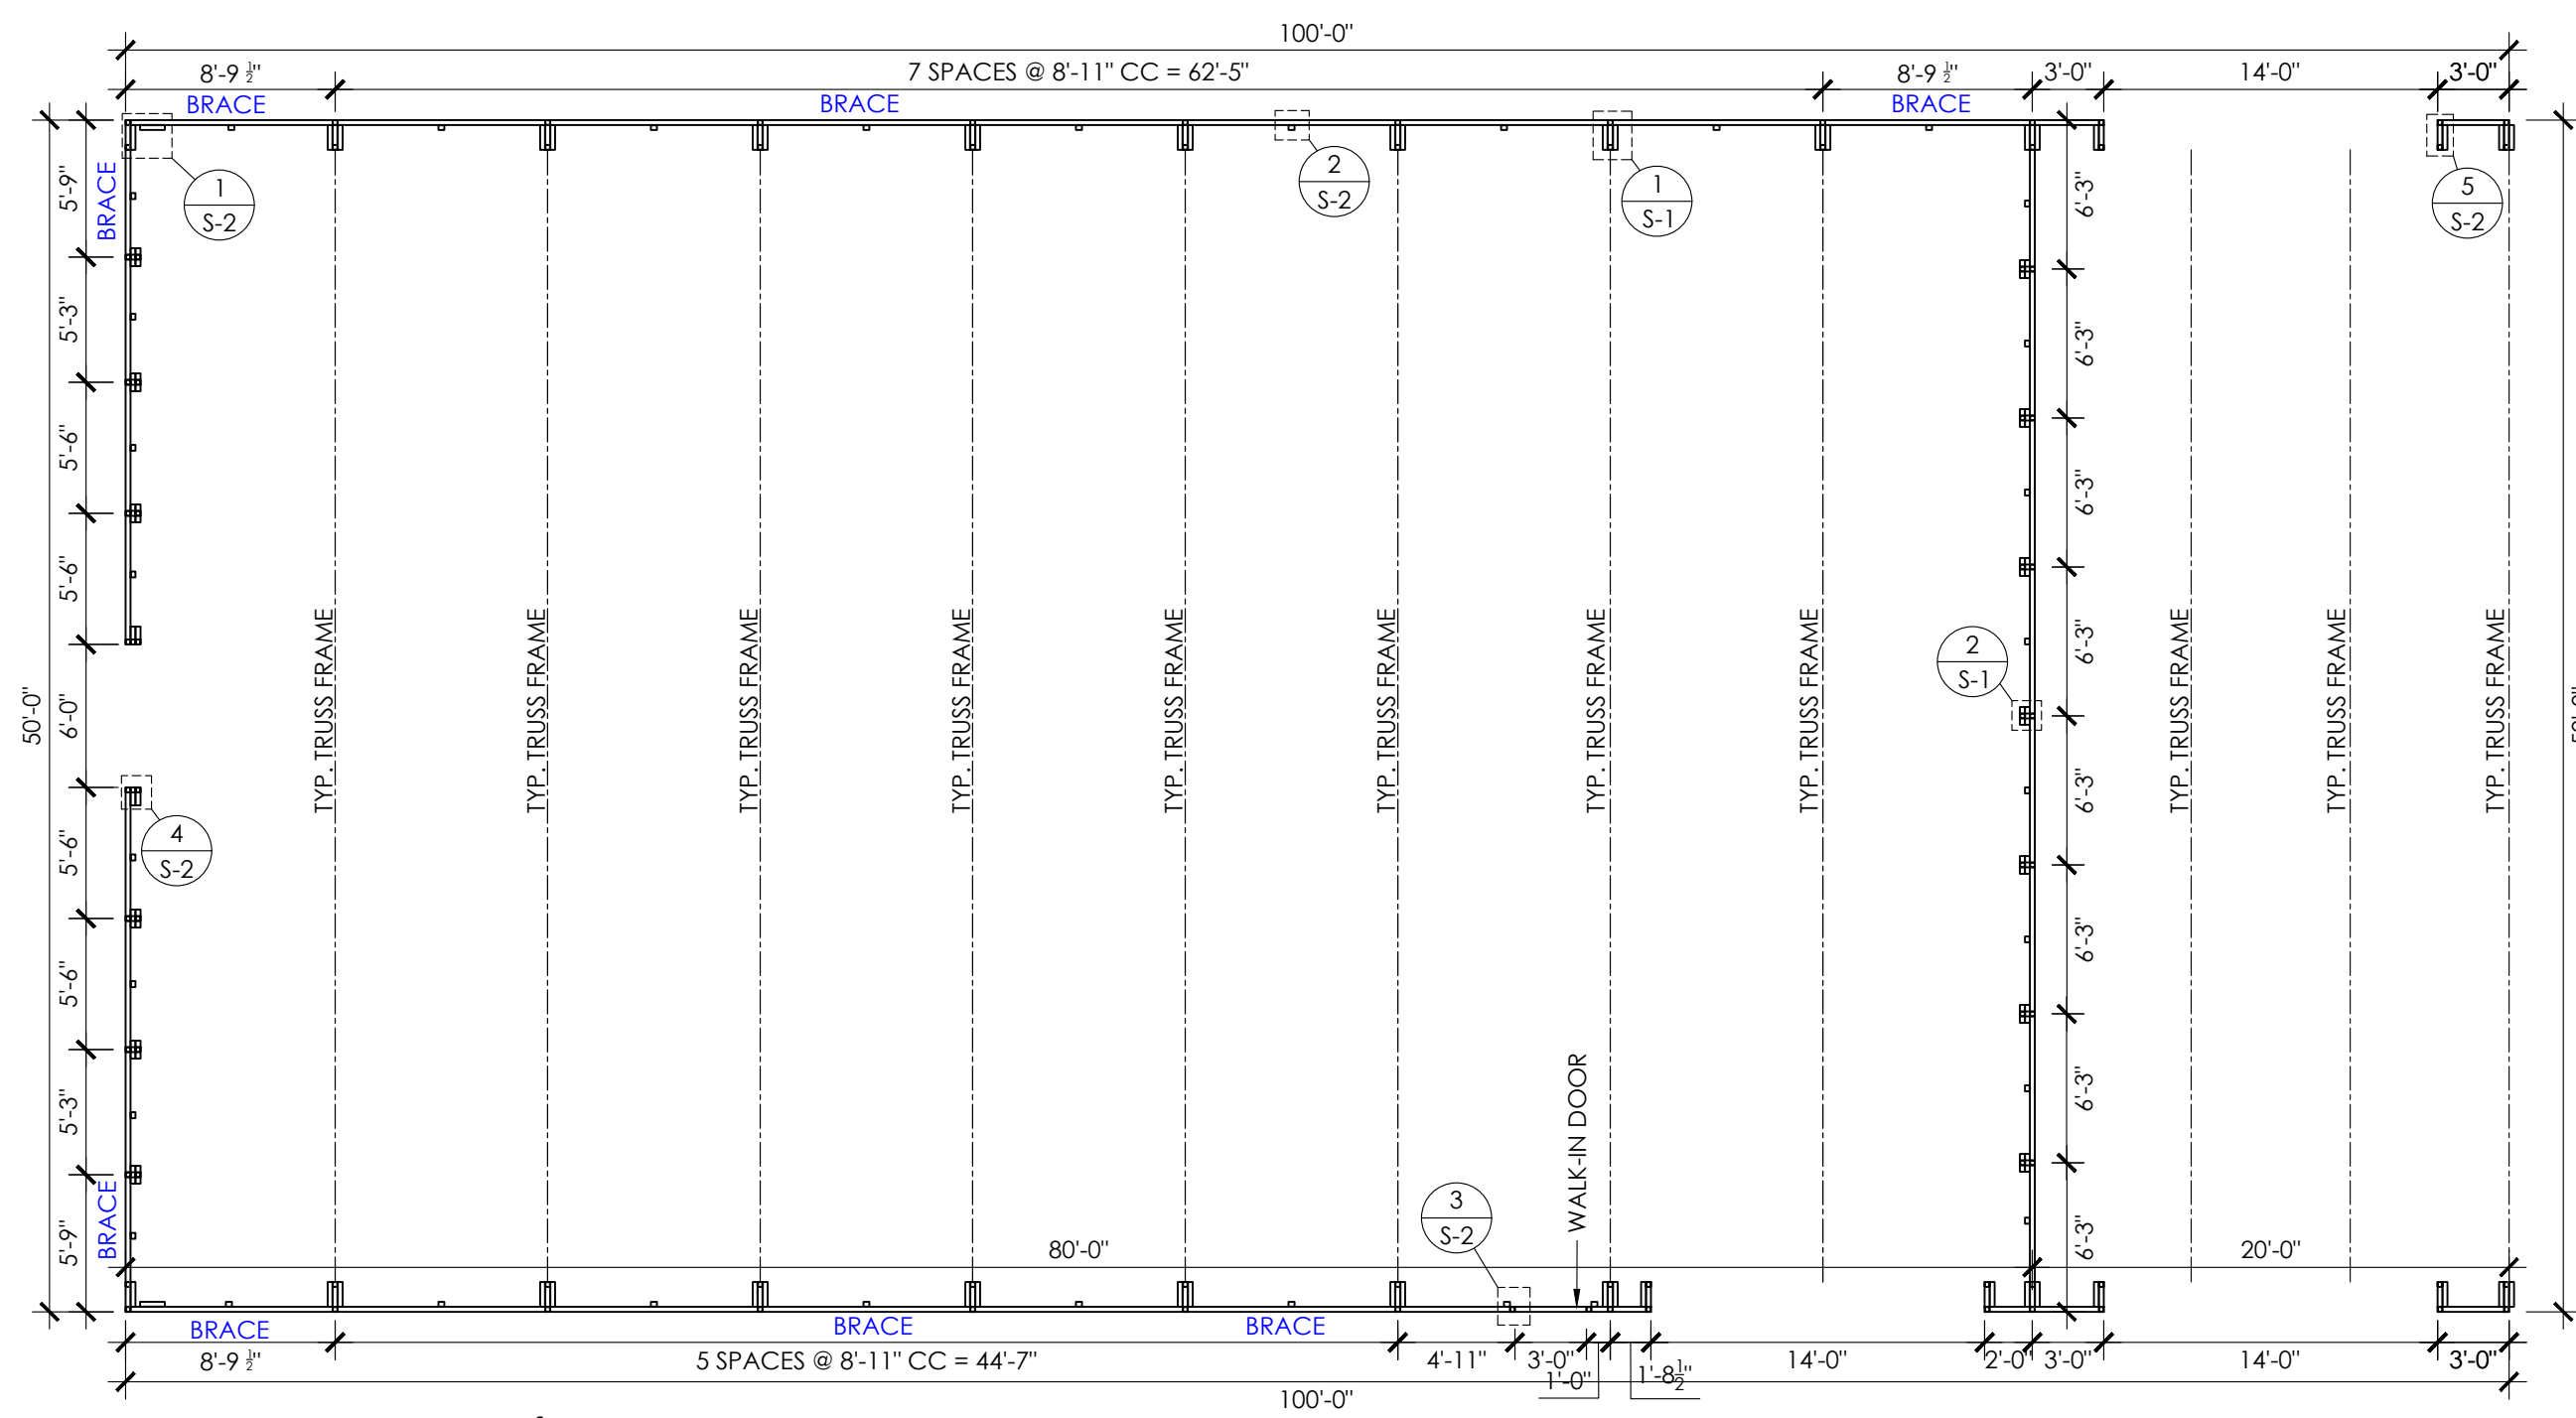 100'-0"
8'-9 ½"
7 SPACES @ 8'-11" CC = 62'-5"
8'-9 ½"
3'-0"
14'-0"
3'-0"
BRACE
BRACE
BRACE
1
S-2
2
S-2
1
S-1
5
S-2
BRACE
5'-9"
5'-3"
5'-6"
5'-6"
6'-0"
5'-6"
5'-6"
5'-3"
5'-9"
BRACE
50'-0"
4
S-2
TYP. TRUSS FRAME
TYP. TRUSS FRAME
TYP. TRUSS FRAME
TYP. TRUSS FRAME
TYP. TRUSS FRAME
TYP. TRUSS FRAME
TYP. TRUSS FRAME
TYP. TRUSS FRAME
2
S-1
6'-3"
6'-3"
6'-3"
6'-3"
6'-3"
6'-3"
6'-3"
6'-3"
TYP. TRUSS FRAME
TYP. TRUSS FRAME
TYP. TRUSS FRAME
WALK-IN DOOR
3
S-2
80'-0"
20'-0"
BRACE
BRACE
BRACE
8'-9 ½"
5 SPACES @ 8'-11" CC = 44'-7"
4'-11"
3'-0"
1'-0"
1'-8½"
14'-0"
2'-0"
3'-0"
14'-0"
3'-0"
100'-0"